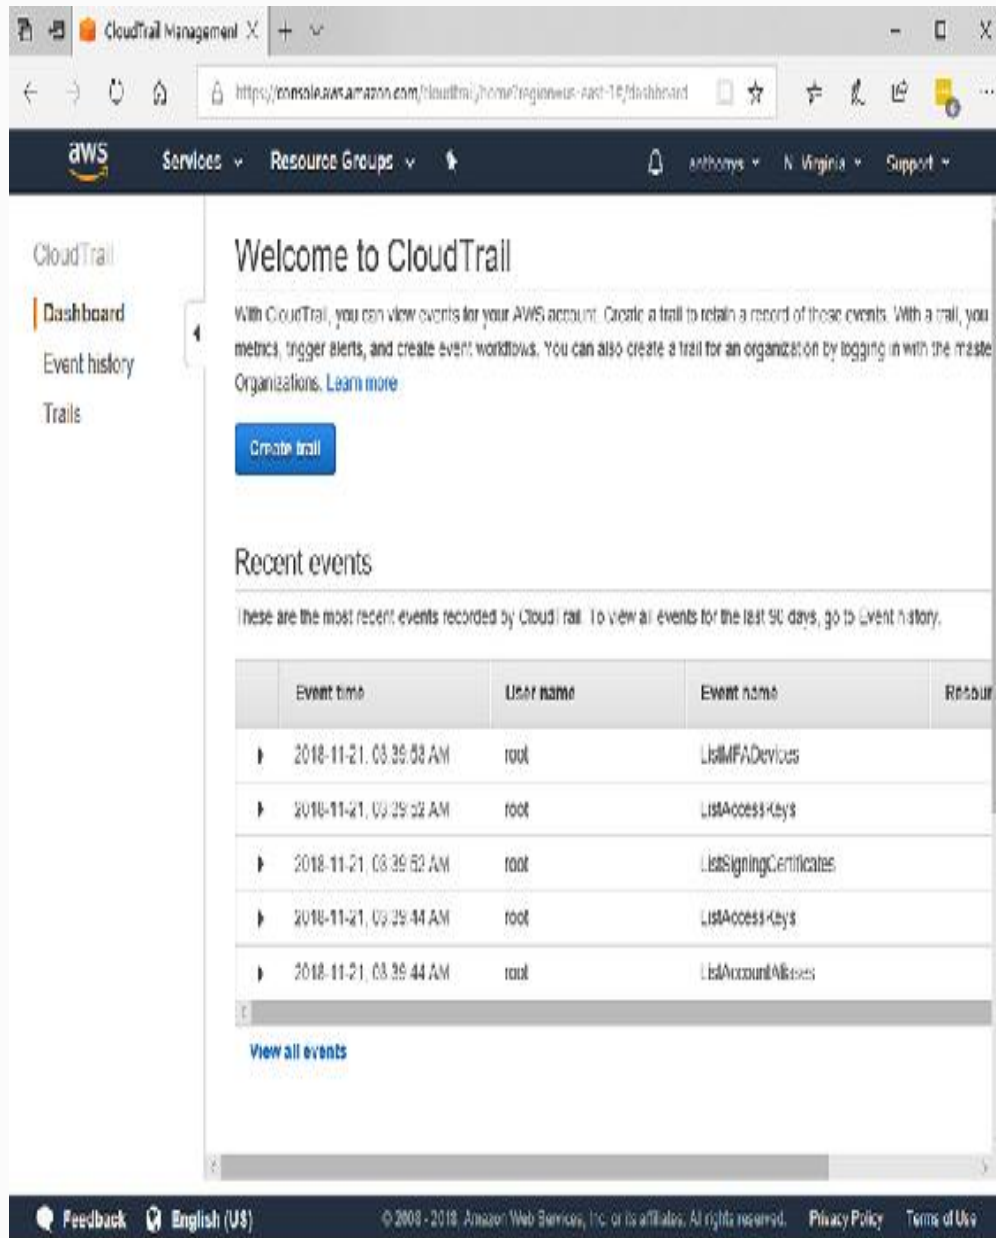 CloudTrail Management
https://console.aws.amazon.com/cloudtrail/home?region=us-east-1#/dashboard
aws
Services
Resource Groups
anthonys
N. Virginia
Support
CloudTrail
Dashboard
Event history
Trails
Welcome to CloudTrail
With CloudTrail, you can view events for your AWS account. Create a trail to retain a record of these events. With a trail, you
metrics, trigger alerts, and create event workflows. You can also create a trail for an organization by logging in with the maste
Organizations. Learn more
Create trail
Recent events
These are the most recent events recorded by CloudTrail. To view all events for the last 90 days, go to Event history.
Event time User name Event name Resour
2018-11-21, 03:39:53 AM root ListMFADevices
2018-11-21, 03:39:52 AM root ListAccessKeys
2018-11-21, 03:39:52 AM root ListSigningCertificates
2018-11-21, 03:39:44 AM root ListAccessKeys
2018-11-21, 03:39:44 AM root ListAccountAliases
View all events
Feedback
English (US)
© 2008 - 2018, Amazon Web Services, Inc. or its affiliates. All rights reserved.
Privacy Policy
Terms of Use